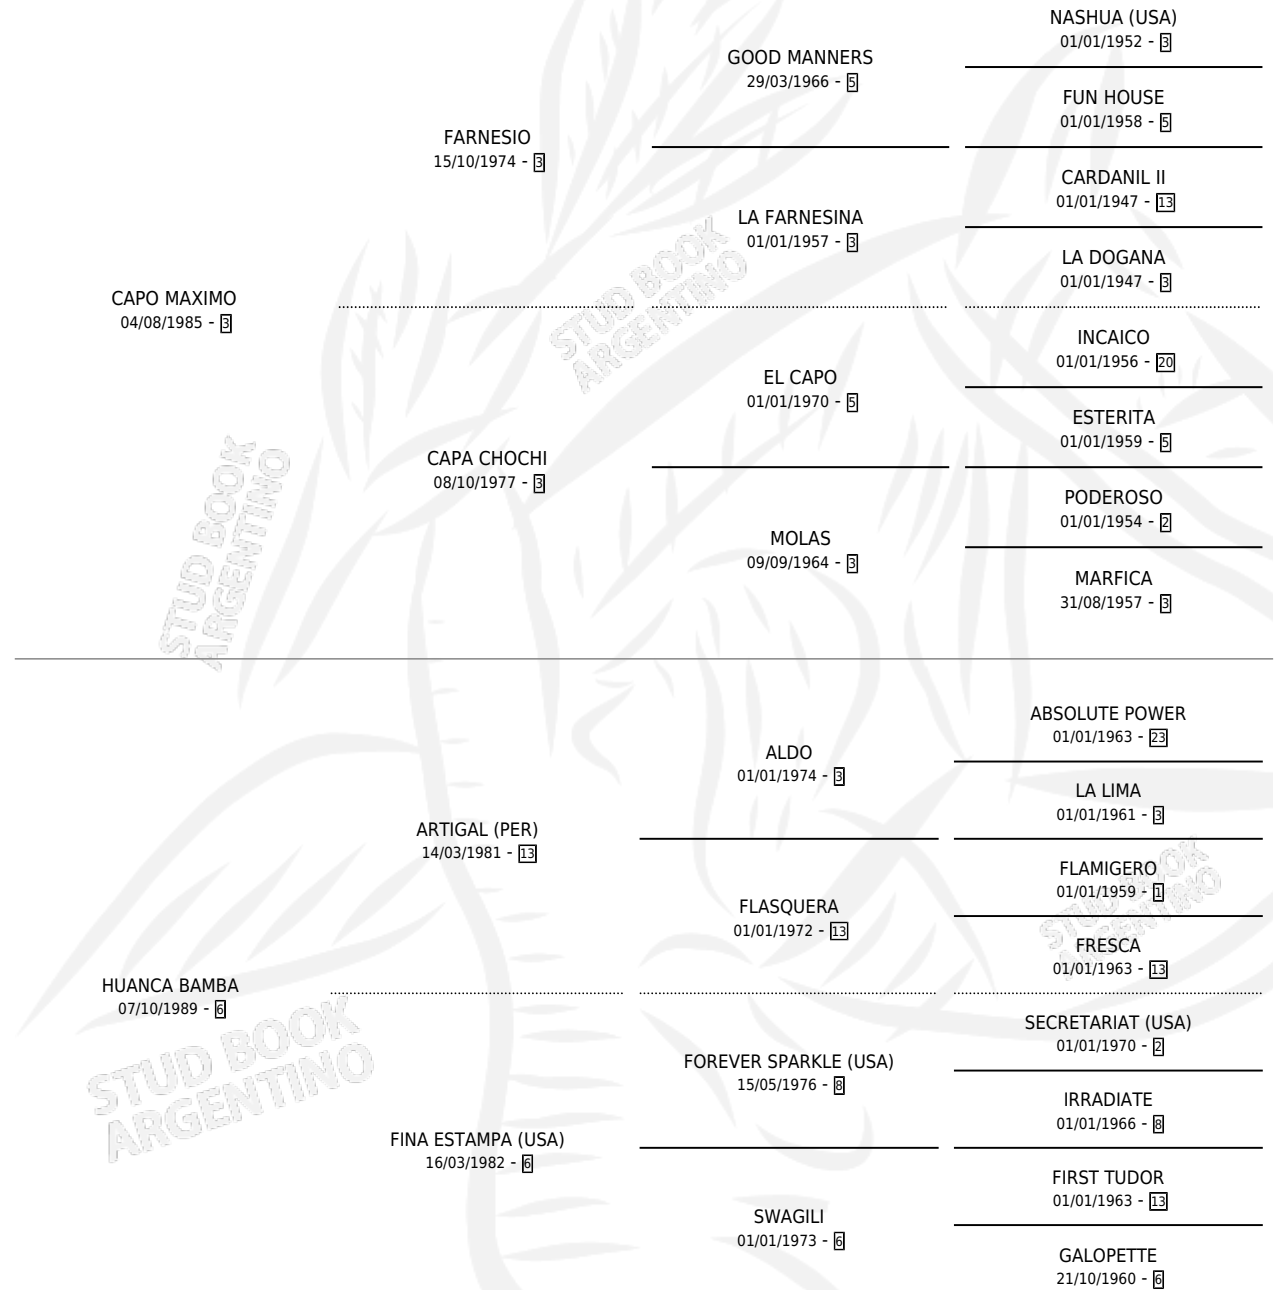 NASHUA (USA)
01/01/1952 - 3
GOOD MANNERS
29/03/1966 - 5
FUN HOUSE
01/01/1958 - 5
FARNESIO
15/10/1974 - 3
CARDANIL II
01/01/1947 - 13
LA FARNESINA
01/01/1957 - 3
LA DOGANA
01/01/1947 - 3
CAPO MAXIMO
04/08/1985 - 3
INCAICO
01/01/1956 - 20
EL CAPO
01/01/1970 - 5
ESTERITA
01/01/1959 - 5
CAPA CHOCHI
08/10/1977 - 3
PODEROSO
01/01/1954 - 2
MOLAS
09/09/1964 - 3
MARFICA
31/08/1957 - 3
ABSOLUTE POWER
01/01/1963 - 23
ALDO
01/01/1974 - 3
LA LIMA
01/01/1961 - 3
ARTIGAL (PER)
14/03/1981 - 13
FLAMIGERO
01/01/1959 - 1
FLASQUERA
01/01/1972 - 13
FRESCA
01/01/1963 - 13
HUANCA BAMBA
07/10/1989 - 6
SECRETARIAT (USA)
01/01/1970 - 2
FOREVER SPARKLE (USA)
15/05/1976 - 8
IRRADIATE
01/01/1966 - 8
FINA ESTAMPA (USA)
16/03/1982 - 6
FIRST TUDOR
01/01/1963 - 13
SWAGILI
01/01/1973 - 6
GALOPETTE
21/10/1960 - 6
STUD BOOK
ARGENTINO
STUD BOOK
ARGENTINO
STUD BOOK
ARGENTINO
STUD BOOK
ARGENTINO